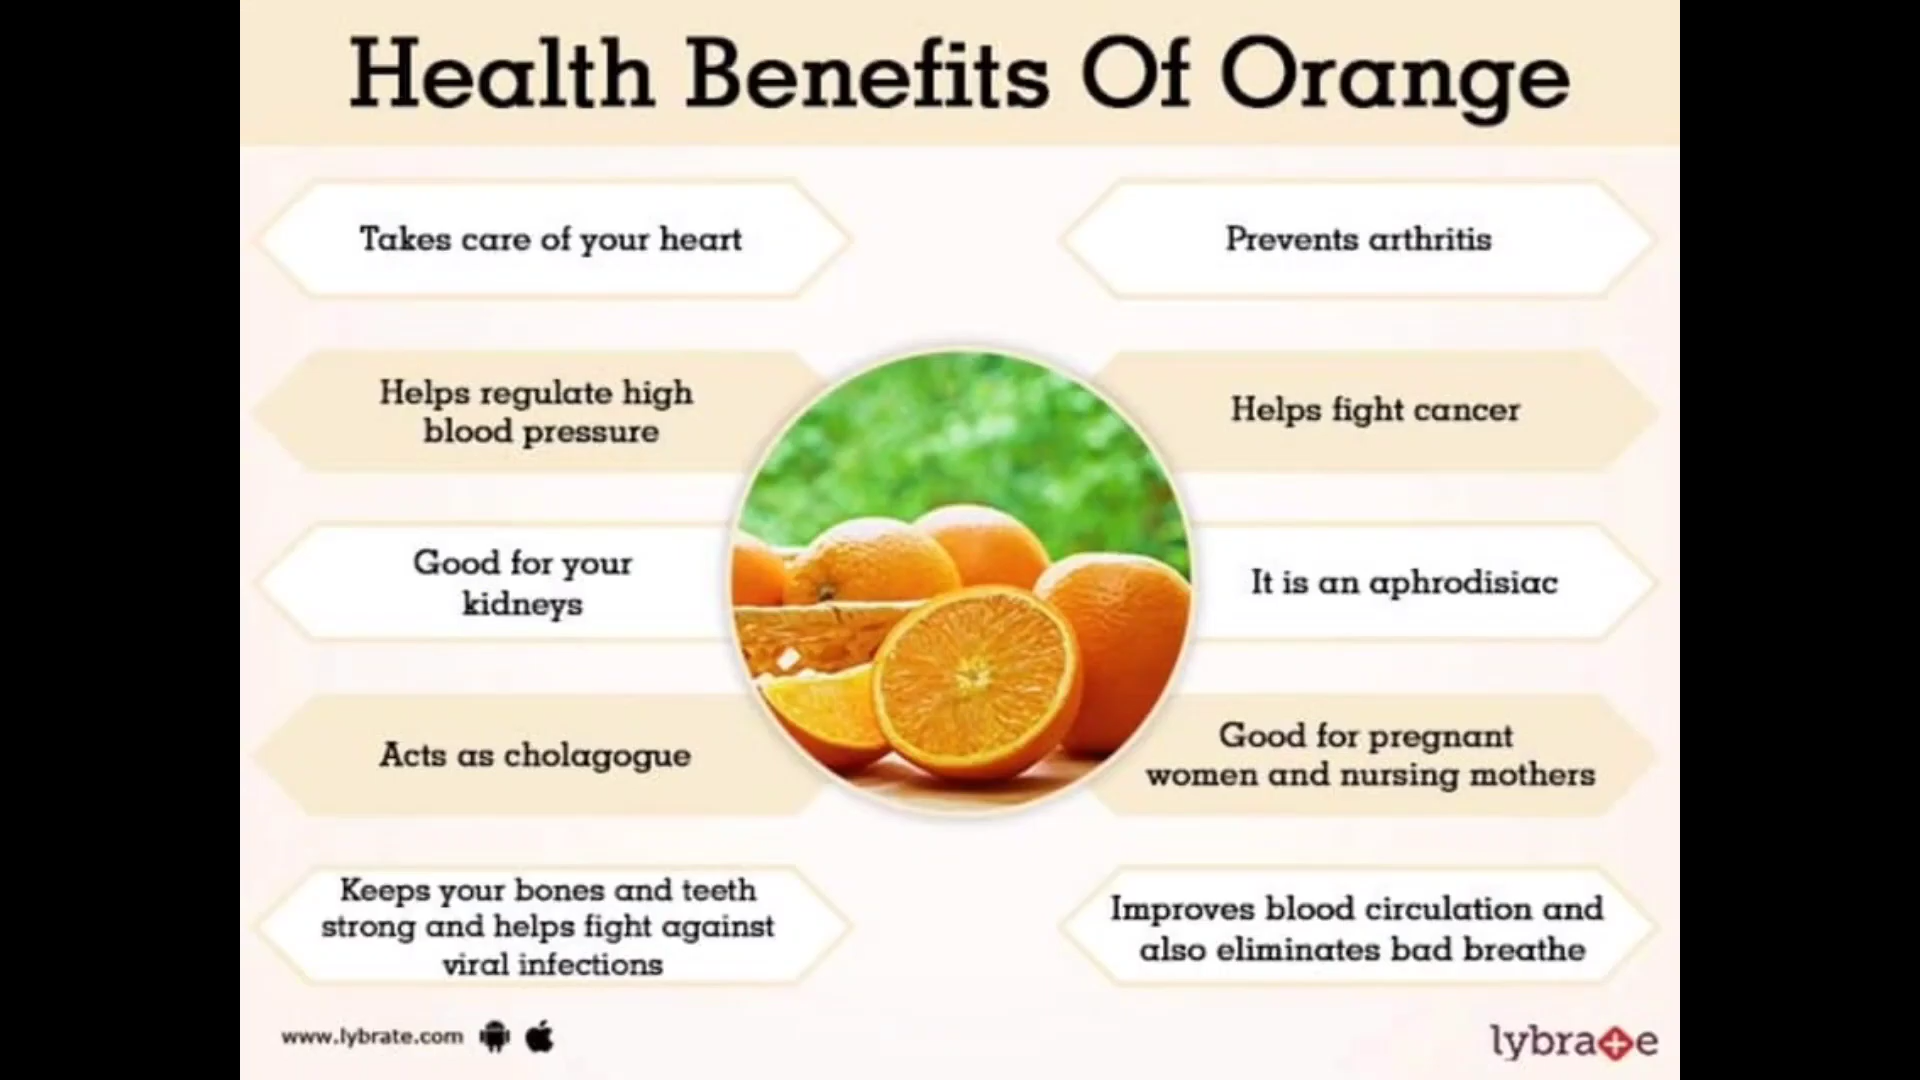 Health Benefits Of Orange
Takes care of your heart
Prevents arthritis
Helps regulate high
blood pressure
Helps fight cancer
Good for your
kidneys
It is an aphrodisiac
Acts as cholagogue
Good for pregnant
women and nursing mothers
Keeps your bones and teeth
strong and helps fight against
viral infections
Improves blood circulation and
also eliminates bad breathe
www.lybrate.com
lybrate